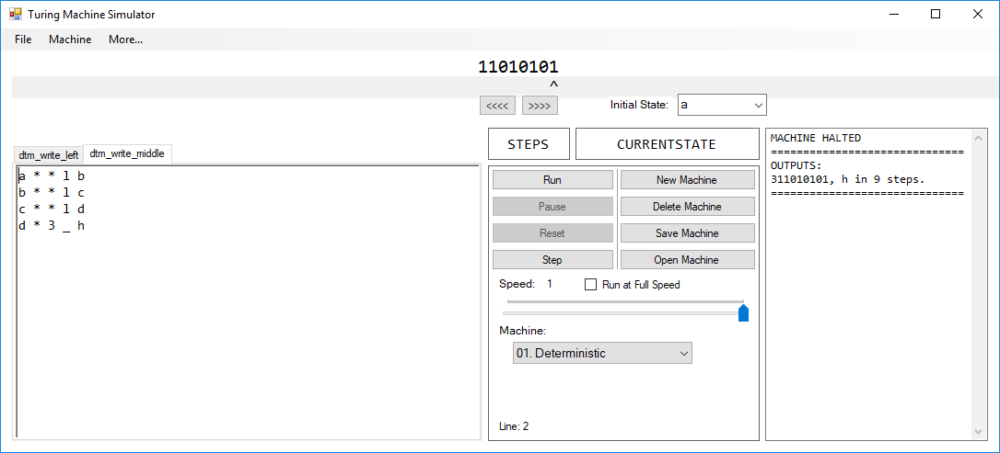 Turing Machine Simulator
File Machine More...
11010101
^
<<<< >>>> Initial State: a
dtm_write_left dtm_write_middle
a * * l b
b * * l c
c * * l d
d * 3 _ h
STEPS CURRENTSTATE
Run New Machine
Pause Delete Machine
Reset Save Machine
Step Open Machine
Speed: 1 Run at Full Speed
Machine:
01. Deterministic
Line: 2
MACHINE HALTED
==============================
OUTPUTS:
311010101, h in 9 steps.
==============================